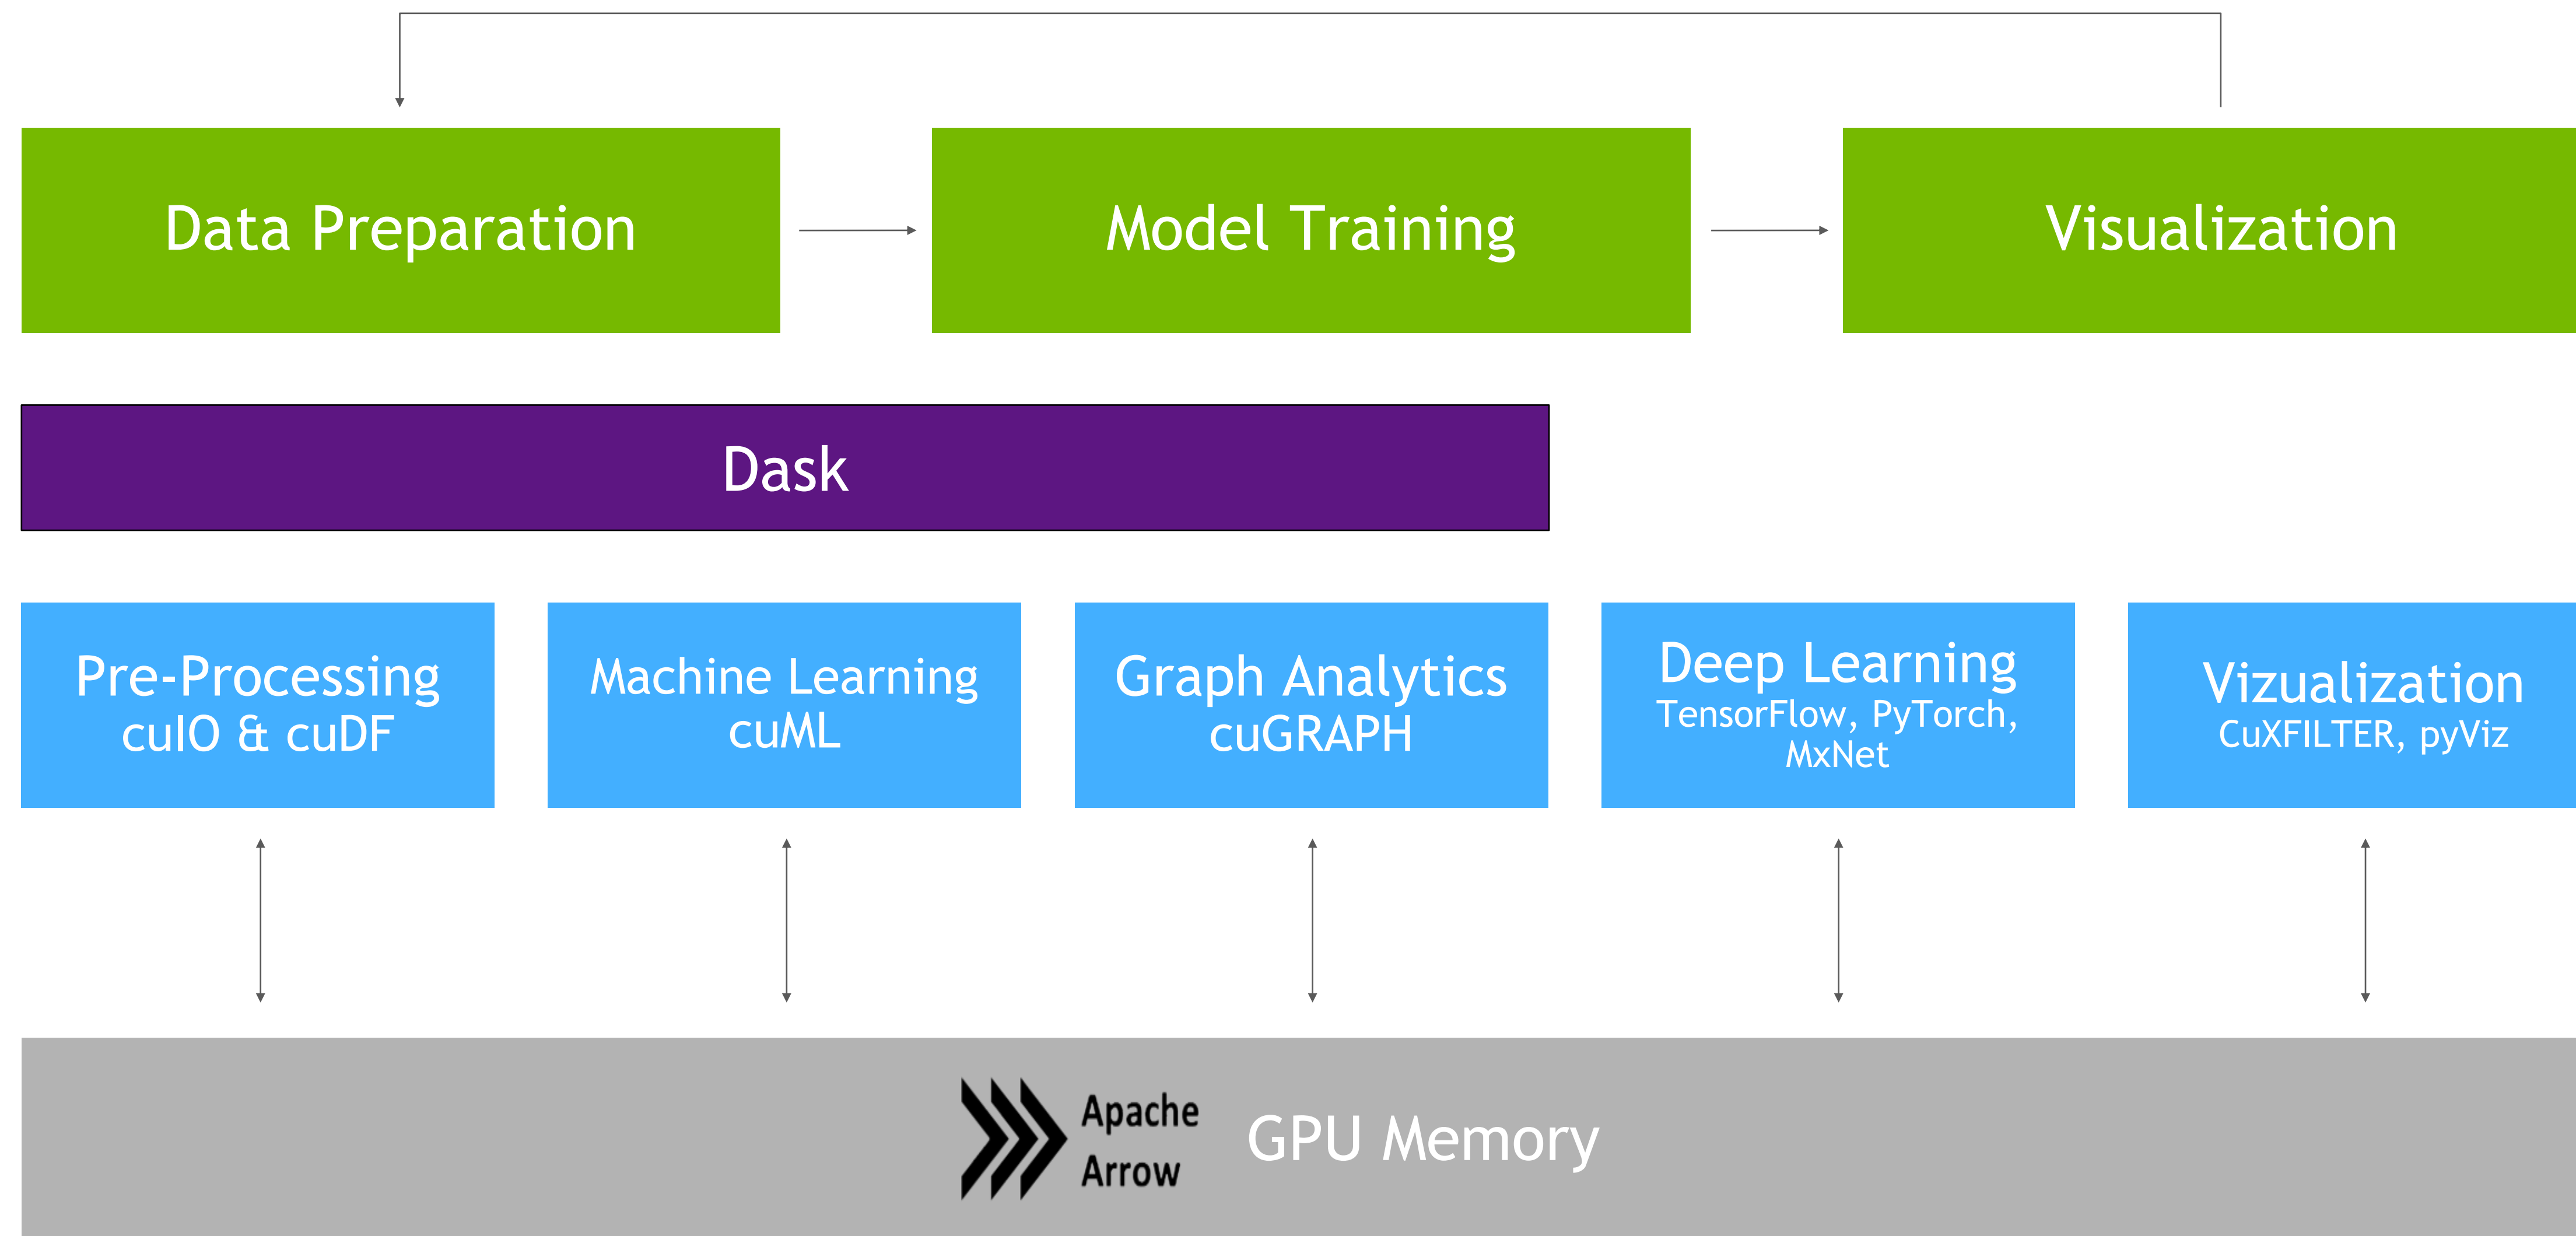 Data Preparation
Model Training
Visualization
Dask
Pre-Processing
cuIO & cuDF
Machine Learning
cuML
Graph Analytics
cuGRAPH
Deep Learning
TensorFlow, PyTorch,
MxNet
Vizualization
CuXFILTER, pyViz
Apache
Arrow
GPU Memory